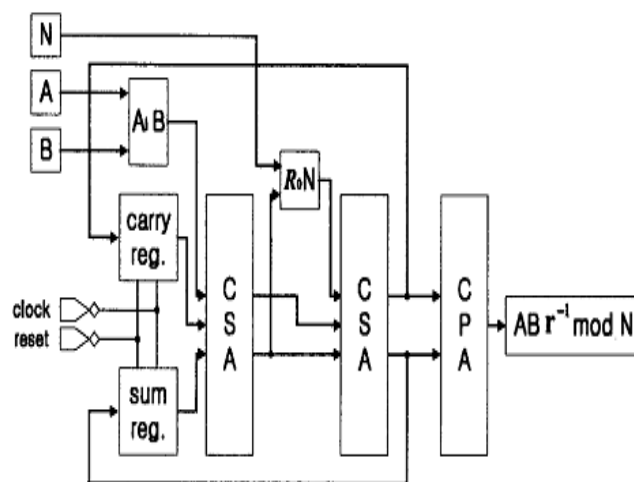 N
A
B
AᵢB
R₀N
carry
reg.
clock
reset
sum
reg.
C
S
A
C
S
A
C
P
A
AB r⁻¹ mod N